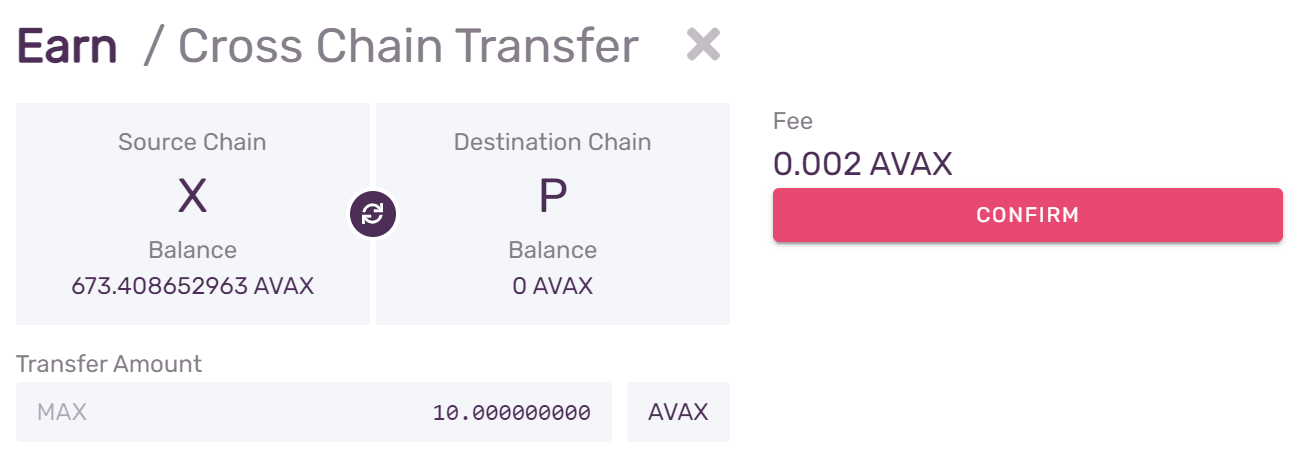 Earn / Cross Chain Transfer
Source Chain
X
Balance
673.408652963 AVAX
Destination Chain
P
Balance
0 AVAX
Transfer Amount
MAX 10.000000000 AVAX
Fee
0.002 AVAX
CONFIRM